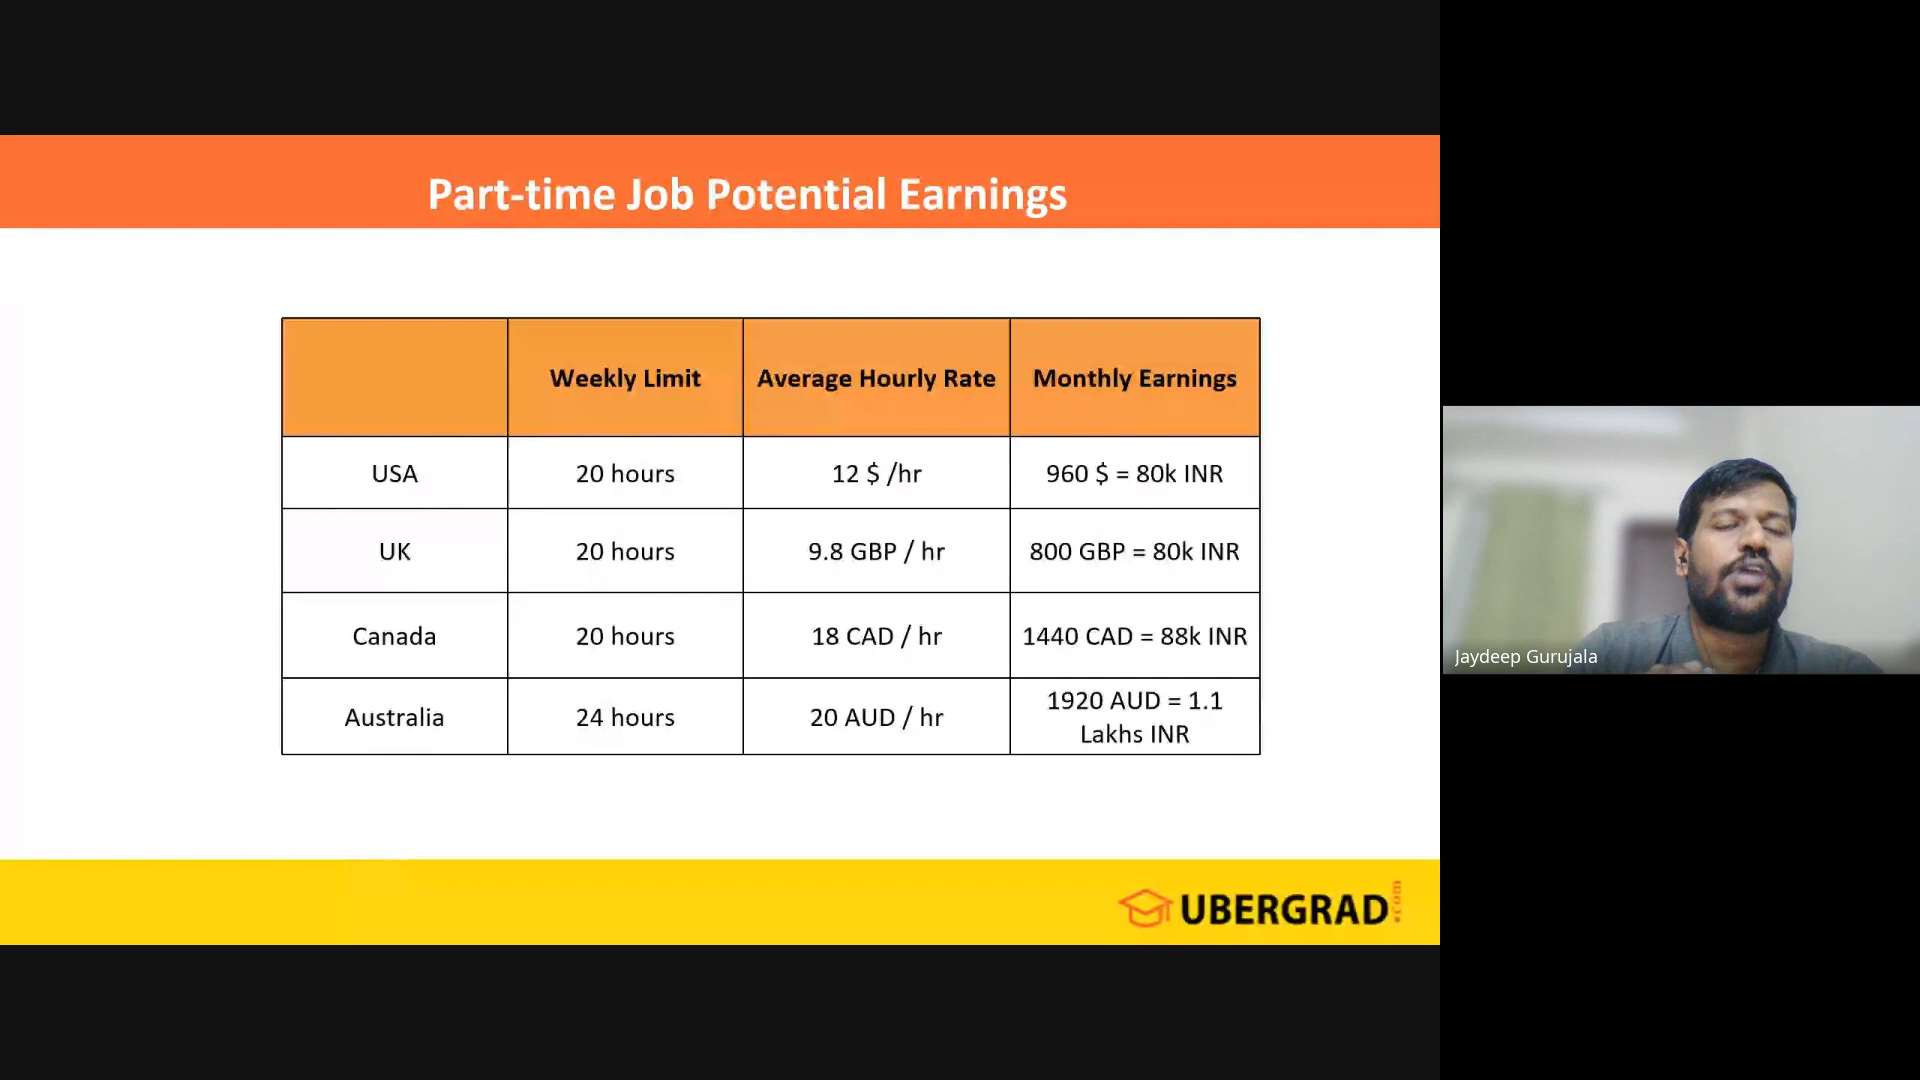 Part-time Job Potential Earnings
Weekly Limit
Average Hourly Rate
Monthly Earnings
USA
20 hours
12 $ /hr
960 $ = 80k INR
UK
20 hours
9.8 GBP / hr
800 GBP = 80k INR
Canada
20 hours
18 CAD / hr
1440 CAD = 88k INR
Australia
24 hours
20 AUD / hr
1920 AUD = 1.1
Lakhs INR
Jaydeep Gurujala
UBERGRAD
.com